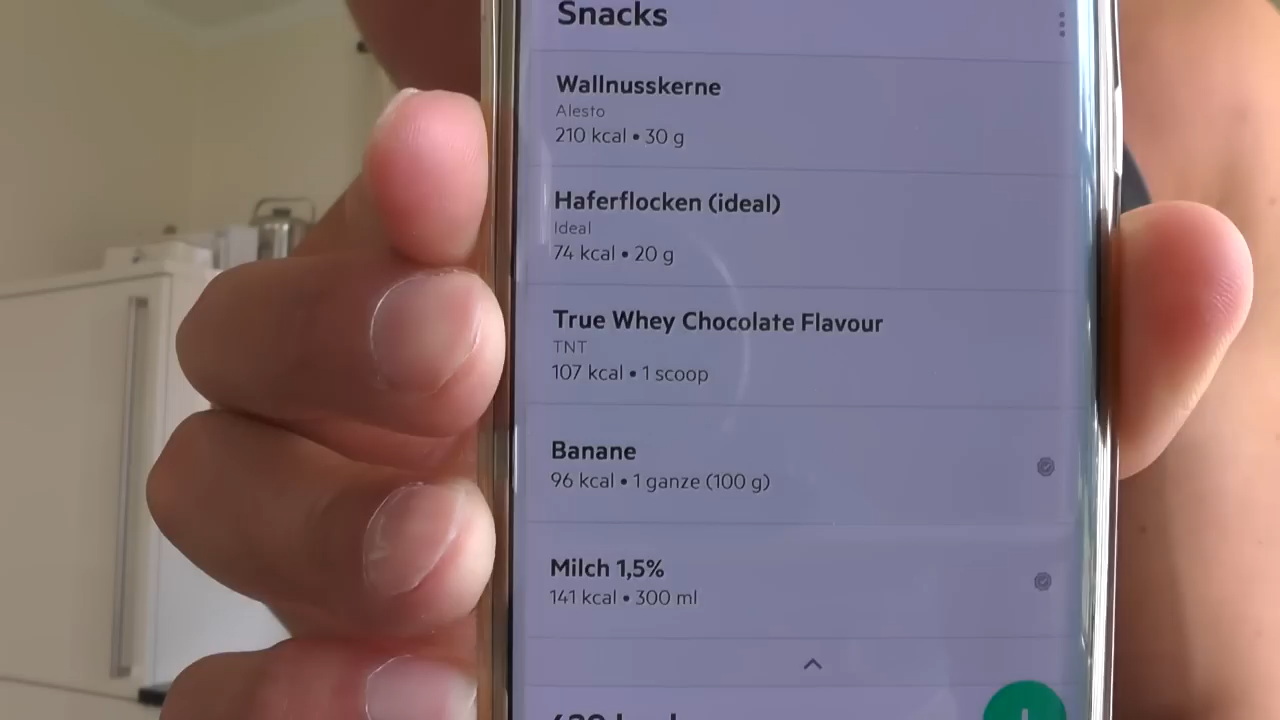 Snacks
Wallnusskerne
Alesto
210 kcal • 30 g
Haferflocken (ideal)
Ideal
74 kcal • 20 g
True Whey Chocolate Flavour
TNT
107 kcal • 1 scoop
Banane
96 kcal • 1 ganze (100 g)
Milch 1,5%
141 kcal • 300 ml